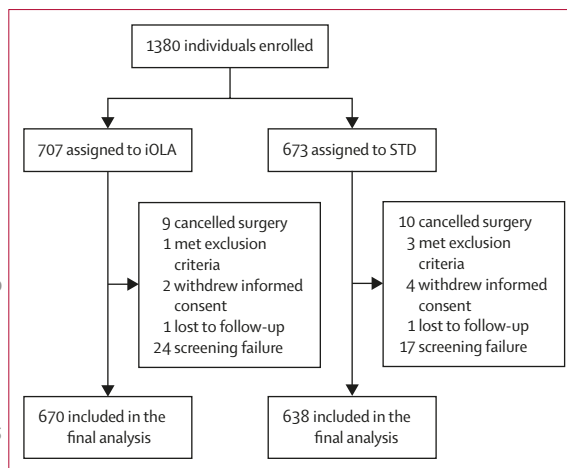 1380 individuals enrolled
707 assigned to iOLA
673 assigned to STD
9 cancelled surgery
1 met exclusion
criteria
2 withdrew informed
consent
1 lost to follow-up
24 screening failure
10 cancelled surgery
3 met exclusion
criteria
4 withdrew informed
consent
1 lost to follow-up
17 screening failure
670 included in the
final analysis
638 included in the
final analysis